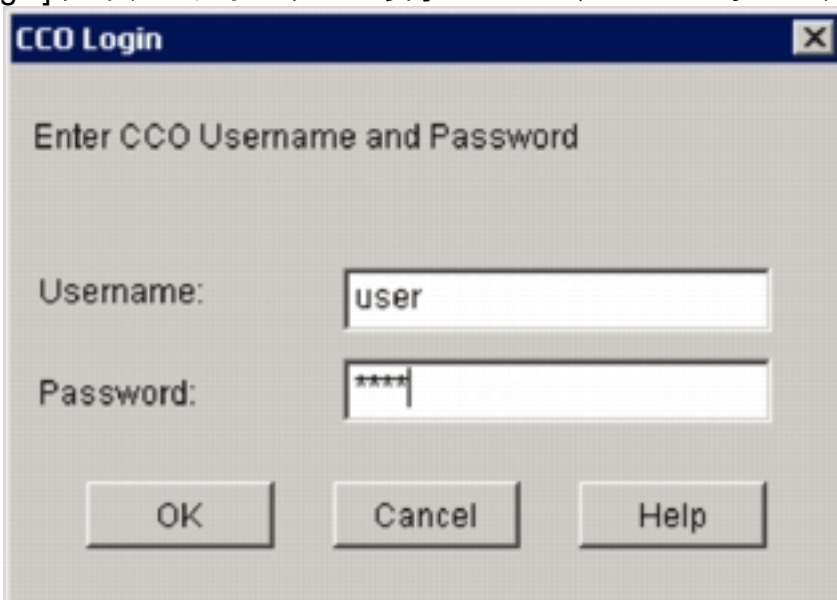 CCO Login
Enter CCO Username and Password
Username: user
Password: ****
OK Cancel Help